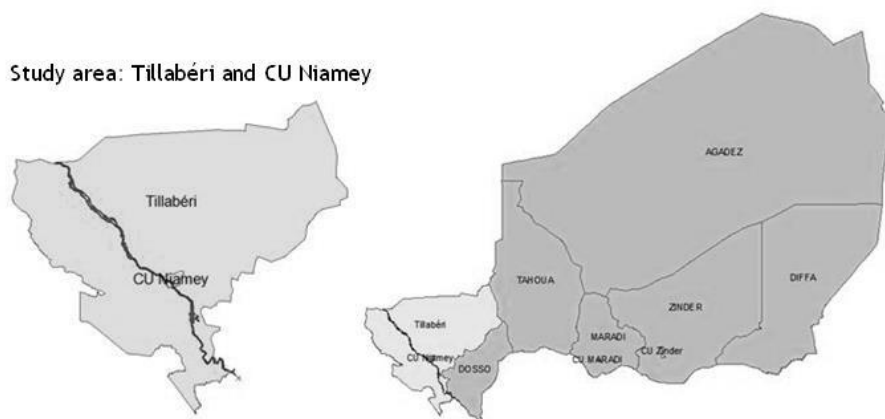 Study area: Tillabéri and CU Niamey
Tillabéri
CU Niamey
AGADEZ
TAHOUA
DIFFA
ZINDER
Tillabéri
MARADI
CU Niamey
CU MARADI
CU Zinder
DOSSO